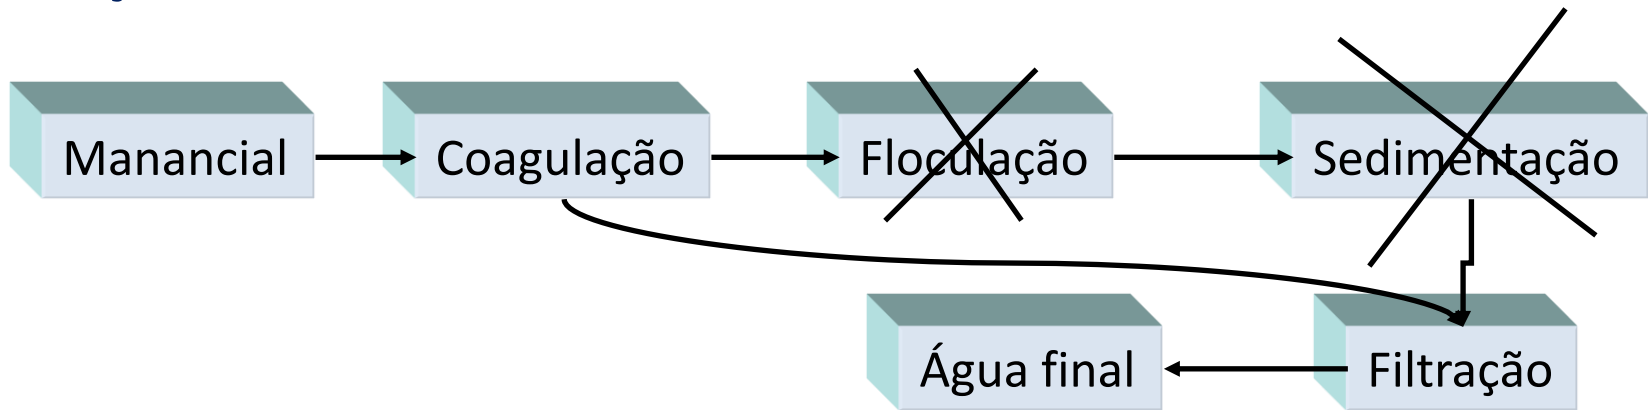 Manancial
Coagulação
Floculação
Sedimentação
Água final
Filtração